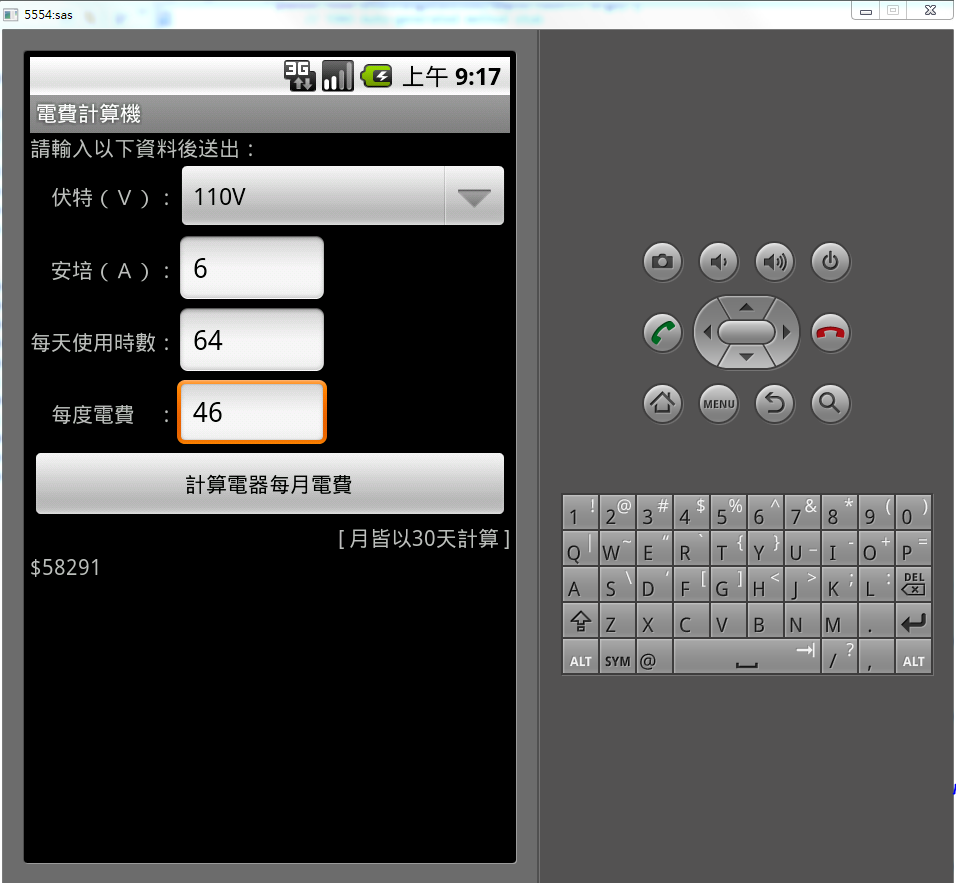 5554:sas
3G 上午 9:17
電費計算機
請輸入以下資料後送出：
伏特（Ｖ）： 110V
安培（Ａ）： 6
每天使用時數： 64
每度電費　： 46
計算電器每月電費
[ 月皆以30天計算 ]
$58291
MENU
1 ! 2 @ 3 # 4 $ 5 % 6 ^ 7 & 8 * 9 ( 0 )
Q | W ~ E “ R ` T { Y } U _ I - O + P =
A S \ D ‘ F [ G ] H < J > K ; L : DEL
Z X C V B N M .
ALT SYM @ / ? , ALT